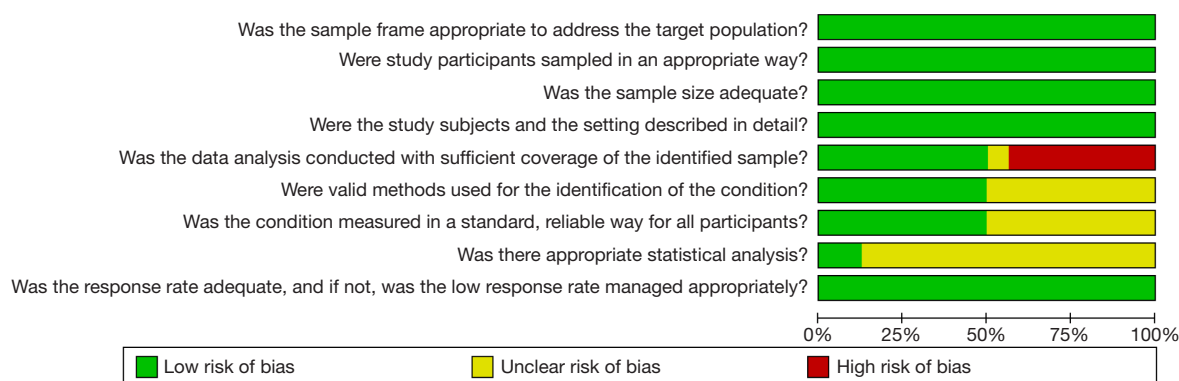 Was the sample frame appropriate to address the target population?
Were study participants sampled in an appropriate way?
Was the sample size adequate?
Were the study subjects and the setting described in detail?
Was the data analysis conducted with sufficient coverage of the identified sample?
Were valid methods used for the identification of the condition?
Was the condition measured in a standard, reliable way for all participants?
Was there appropriate statistical analysis?
Was the response rate adequate, and if not, was the low response rate managed appropriately?
0% 25% 50% 75% 100%
Low risk of bias Unclear risk of bias High risk of bias